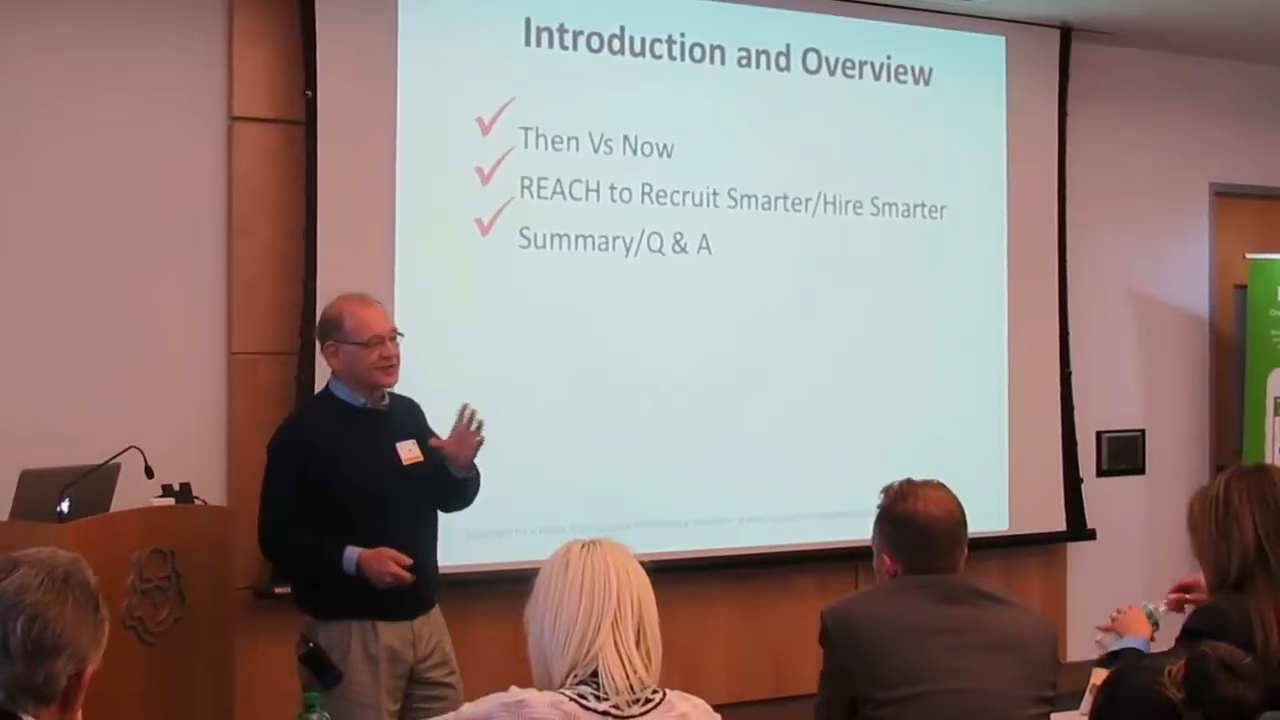 Introduction and Overview
Then Vs Now
REACH to Recruit Smarter/Hire Smarter
Summary/Q & A